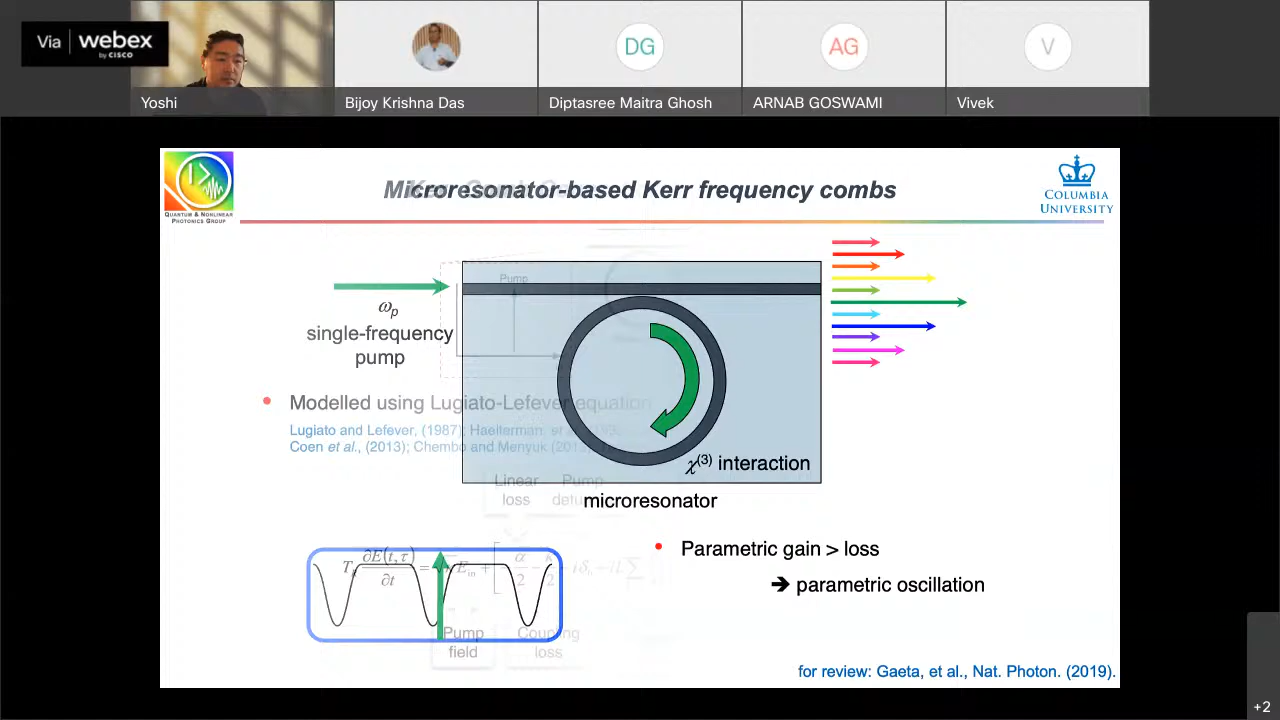 Via webex
by CISCO
DG
AG
V
Yoshi
Bijoy Krishna Das
Diptasree Maitra Ghosh
ARNAB GOSWAMI
Vivek
QUANTUM & NONLINEAR
PHOTONICS GROUP
Microresonator-based Kerr frequency combs
COLUMBIA
UNIVERSITY
Pump
ωp
single-frequency
pump
• Modelled using Lugiato-Lefever equation
Lugiato and Lefever, (1987); Haelterman, et
Coen et al., (2013); Chembo and Menyuk
χ(3) interaction
Linear
loss
Pump
microresonator
• Parametric gain > loss
➔ parametric oscillation
∂E(t, τ)
∂t
Pump
field
Coupling
loss
for review: Gaeta, et al., Nat. Photon. (2019).
+2